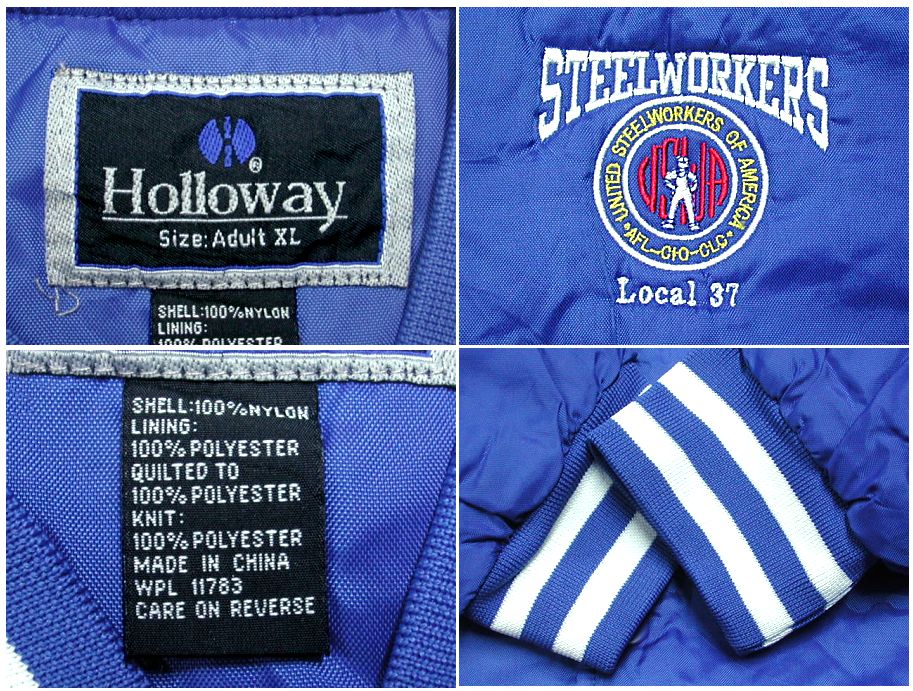 ®
Holloway
Size: Adult XL
SHELL:100%NYLON
LINING:
100% POLYESTER
STEELWORKERS
UNITED STEELWORKERS OF AMERICA
USWA
AFL-CIO-CLC
Local 37
SHELL:100%NYLON
LINING:
100% POLYESTER
QUILTED TO
100% POLYESTER
KNIT:
100% POLYESTER
MADE IN CHINA
WPL 11783
CARE ON REVERSE